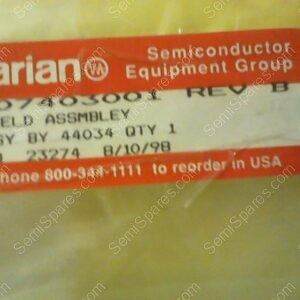 arian
Semiconductor
Equipment Group
07403001 REV B
ELD ASSMBLEY
SY BY 44034 QTY 1
23274 8/10/98
hone 800-344-1111 to reorder in USA
SemiSpares.com